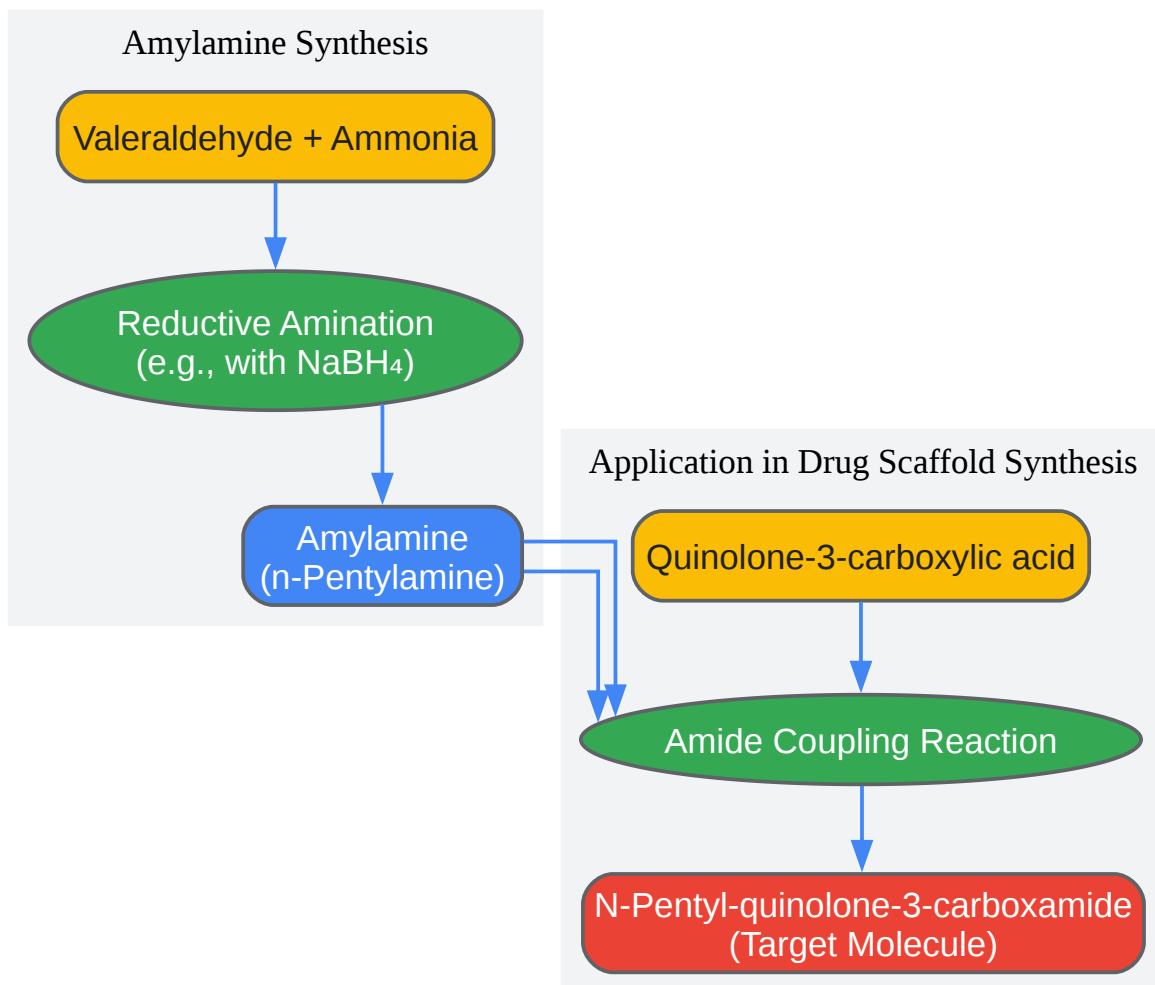 Amylamine Synthesis
Valeraldehyde + Ammonia
Reductive Amination
(e.g., with NaBH₄)
Amylamine
(n-Pentylamine)
Application in Drug Scaffold Synthesis
Quinolone-3-carboxylic acid
Amide Coupling Reaction
N-Pentyl-quinolone-3-carboxamide
(Target Molecule)